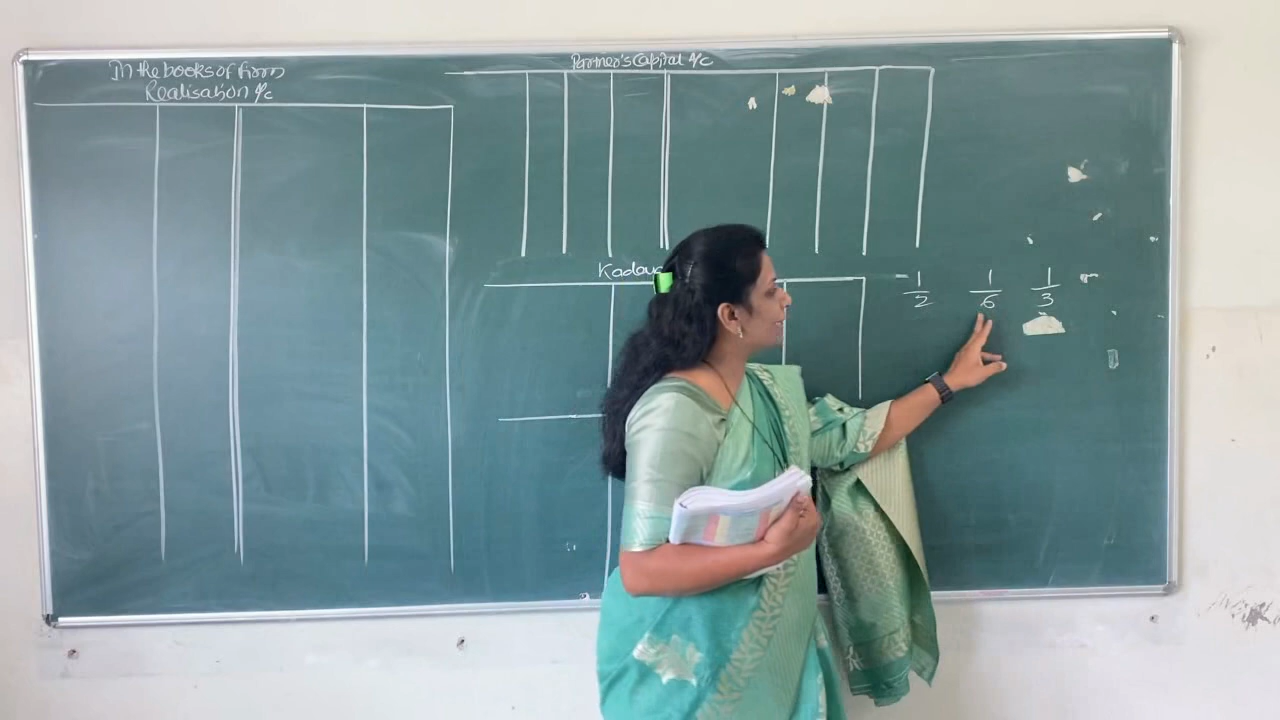 In the books of Firm
Realisation A/c
Partner's Capital A/c
1/2 1/6 1/3